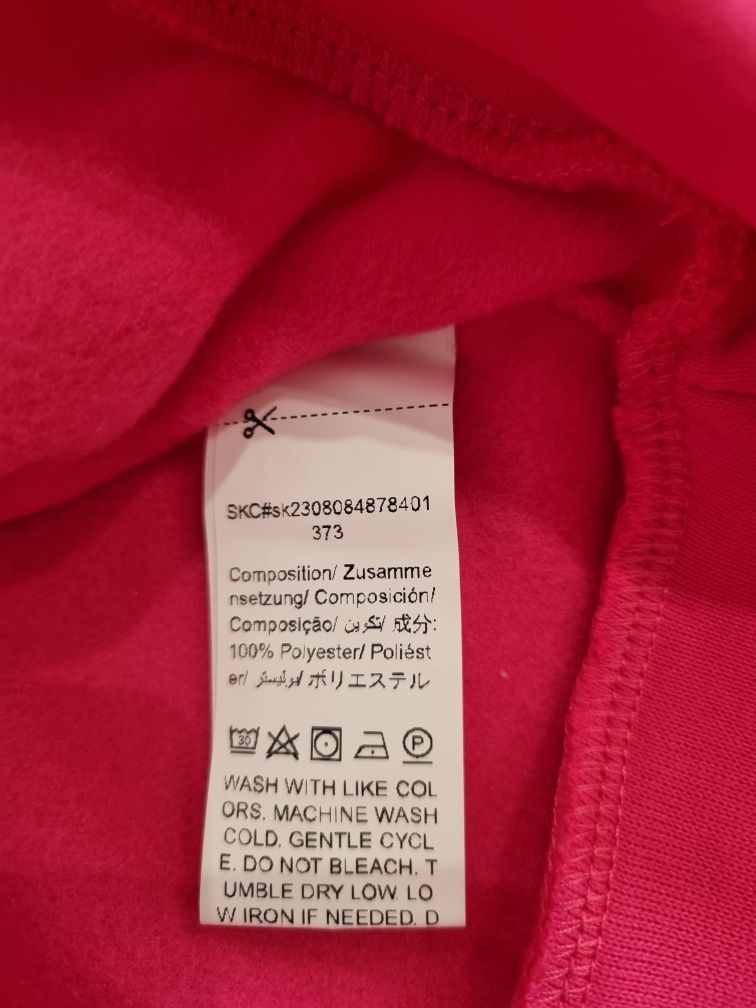 SKC#sk2308084878401
373
Composition/ Zusamme
nsetzung/ Composición/
Composição/ تكوين/ 成分:
100% Polyester/ Poliést
er/ بوليستر/ ポリエステル
30 P
WASH WITH LIKE COL
ORS. MACHINE WASH
COLD. GENTLE CYCL
E. DO NOT BLEACH. T
UMBLE DRY LOW. LO
W IRON IF NEEDED. D